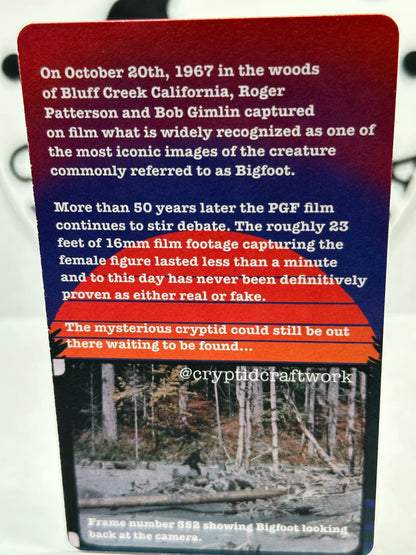 On October 20th, 1967 in the woods
of Bluff Creek California, Roger
Patterson and Bob Gimlin captured
on film what is widely recognized as one of
the most iconic images of the creature
commonly referred to as Bigfoot.
More than 50 years later the PGF film
continues to stir debate. The roughly 23
feet of 16mm film footage capturing the
female figure lasted less than a minute
and to this day has never been definitively
proven as either real or fake.
The mysterious cryptid could still be out
there waiting to be found...
@cryptidcraftwork
Frame number 352 showing Bigfoot looking
back at the camera.